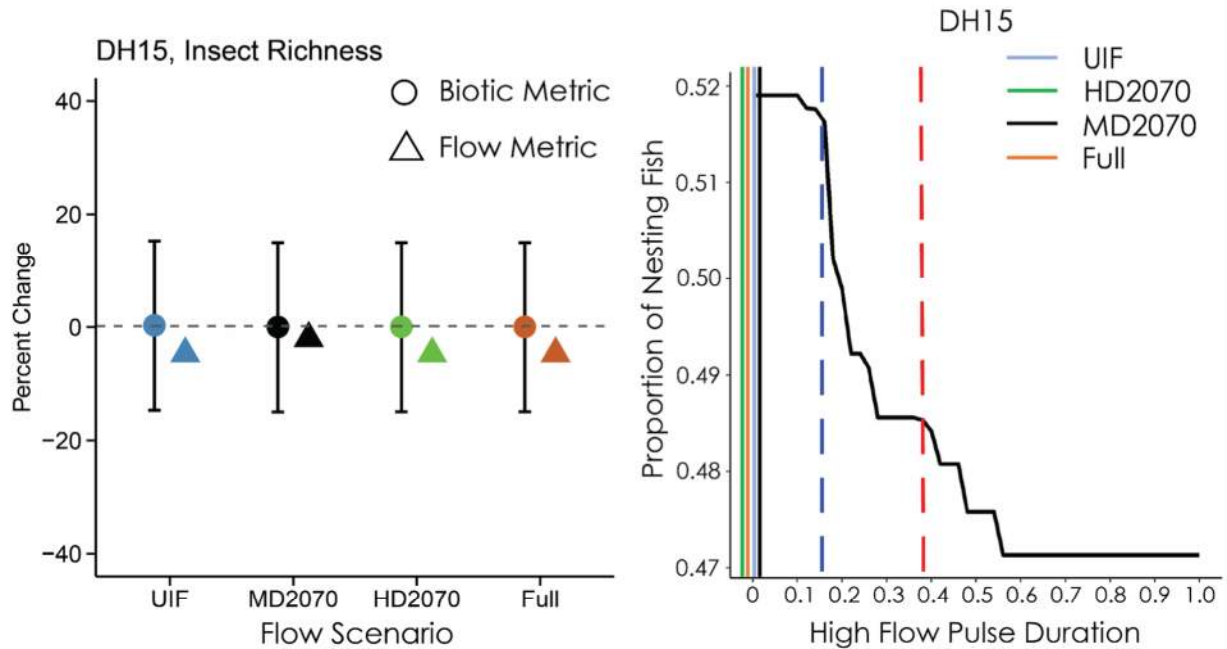 DH15, Insect Richness
Biotic Metric
Flow Metric
Percent Change
40
20
0
−20
−40
UIF
MD2070
HD2070
Full
Flow Scenario
DH15
UIF
HD2070
MD2070
Full
Proportion of Nesting Fish
0.52
0.51
0.50
0.49
0.48
0.47
0 0.1 0.2 0.3 0.4 0.5 0.6 0.7 0.8 0.9 1.0
High Flow Pulse Duration